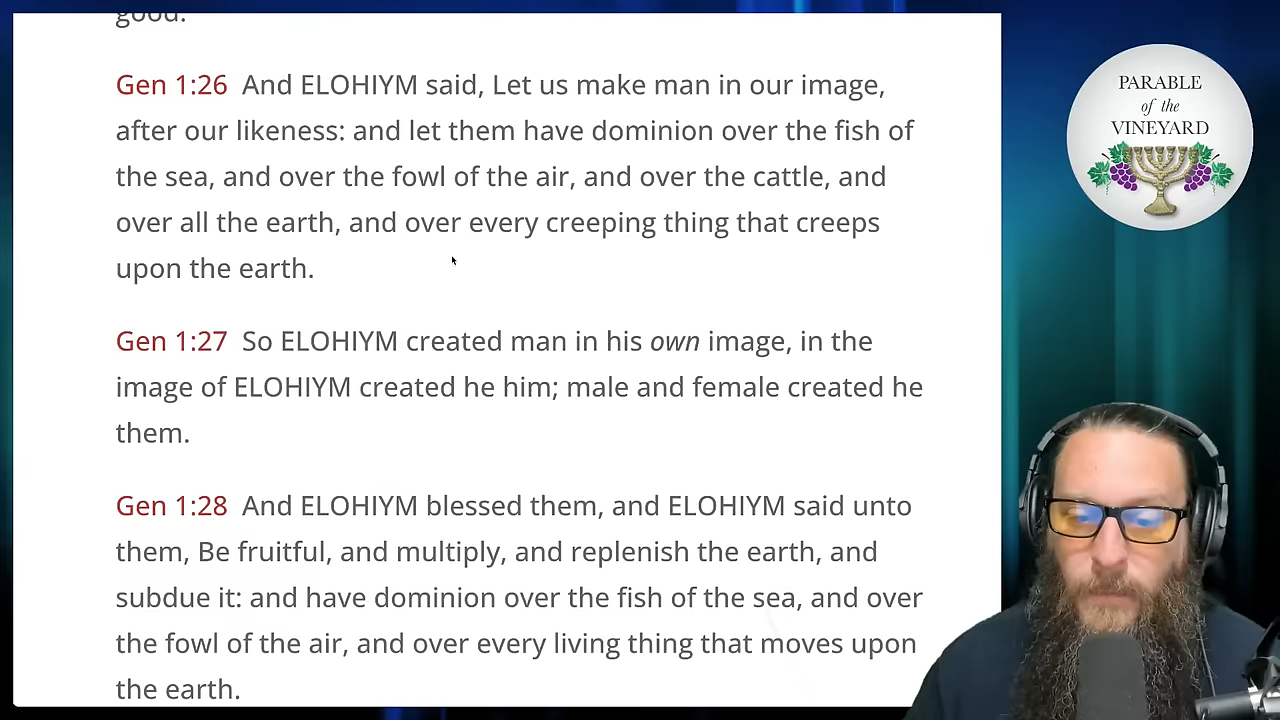 good.
Gen 1:26 And ELOHIYM said, Let us make man in our image,
after our likeness: and let them have dominion over the fish of
the sea, and over the fowl of the air, and over the cattle, and
over all the earth, and over every creeping thing that creeps
upon the earth.
Gen 1:27 So ELOHIYM created man in his own image, in the
image of ELOHIYM created he him; male and female created he
them.
Gen 1:28 And ELOHIYM blessed them, and ELOHIYM said unto
them, Be fruitful, and multiply, and replenish the earth, and
subdue it: and have dominion over the fish of the sea, and over
the fowl of the air, and over every living thing that moves upon
the earth.
PARABLE
of the
VINEYARD